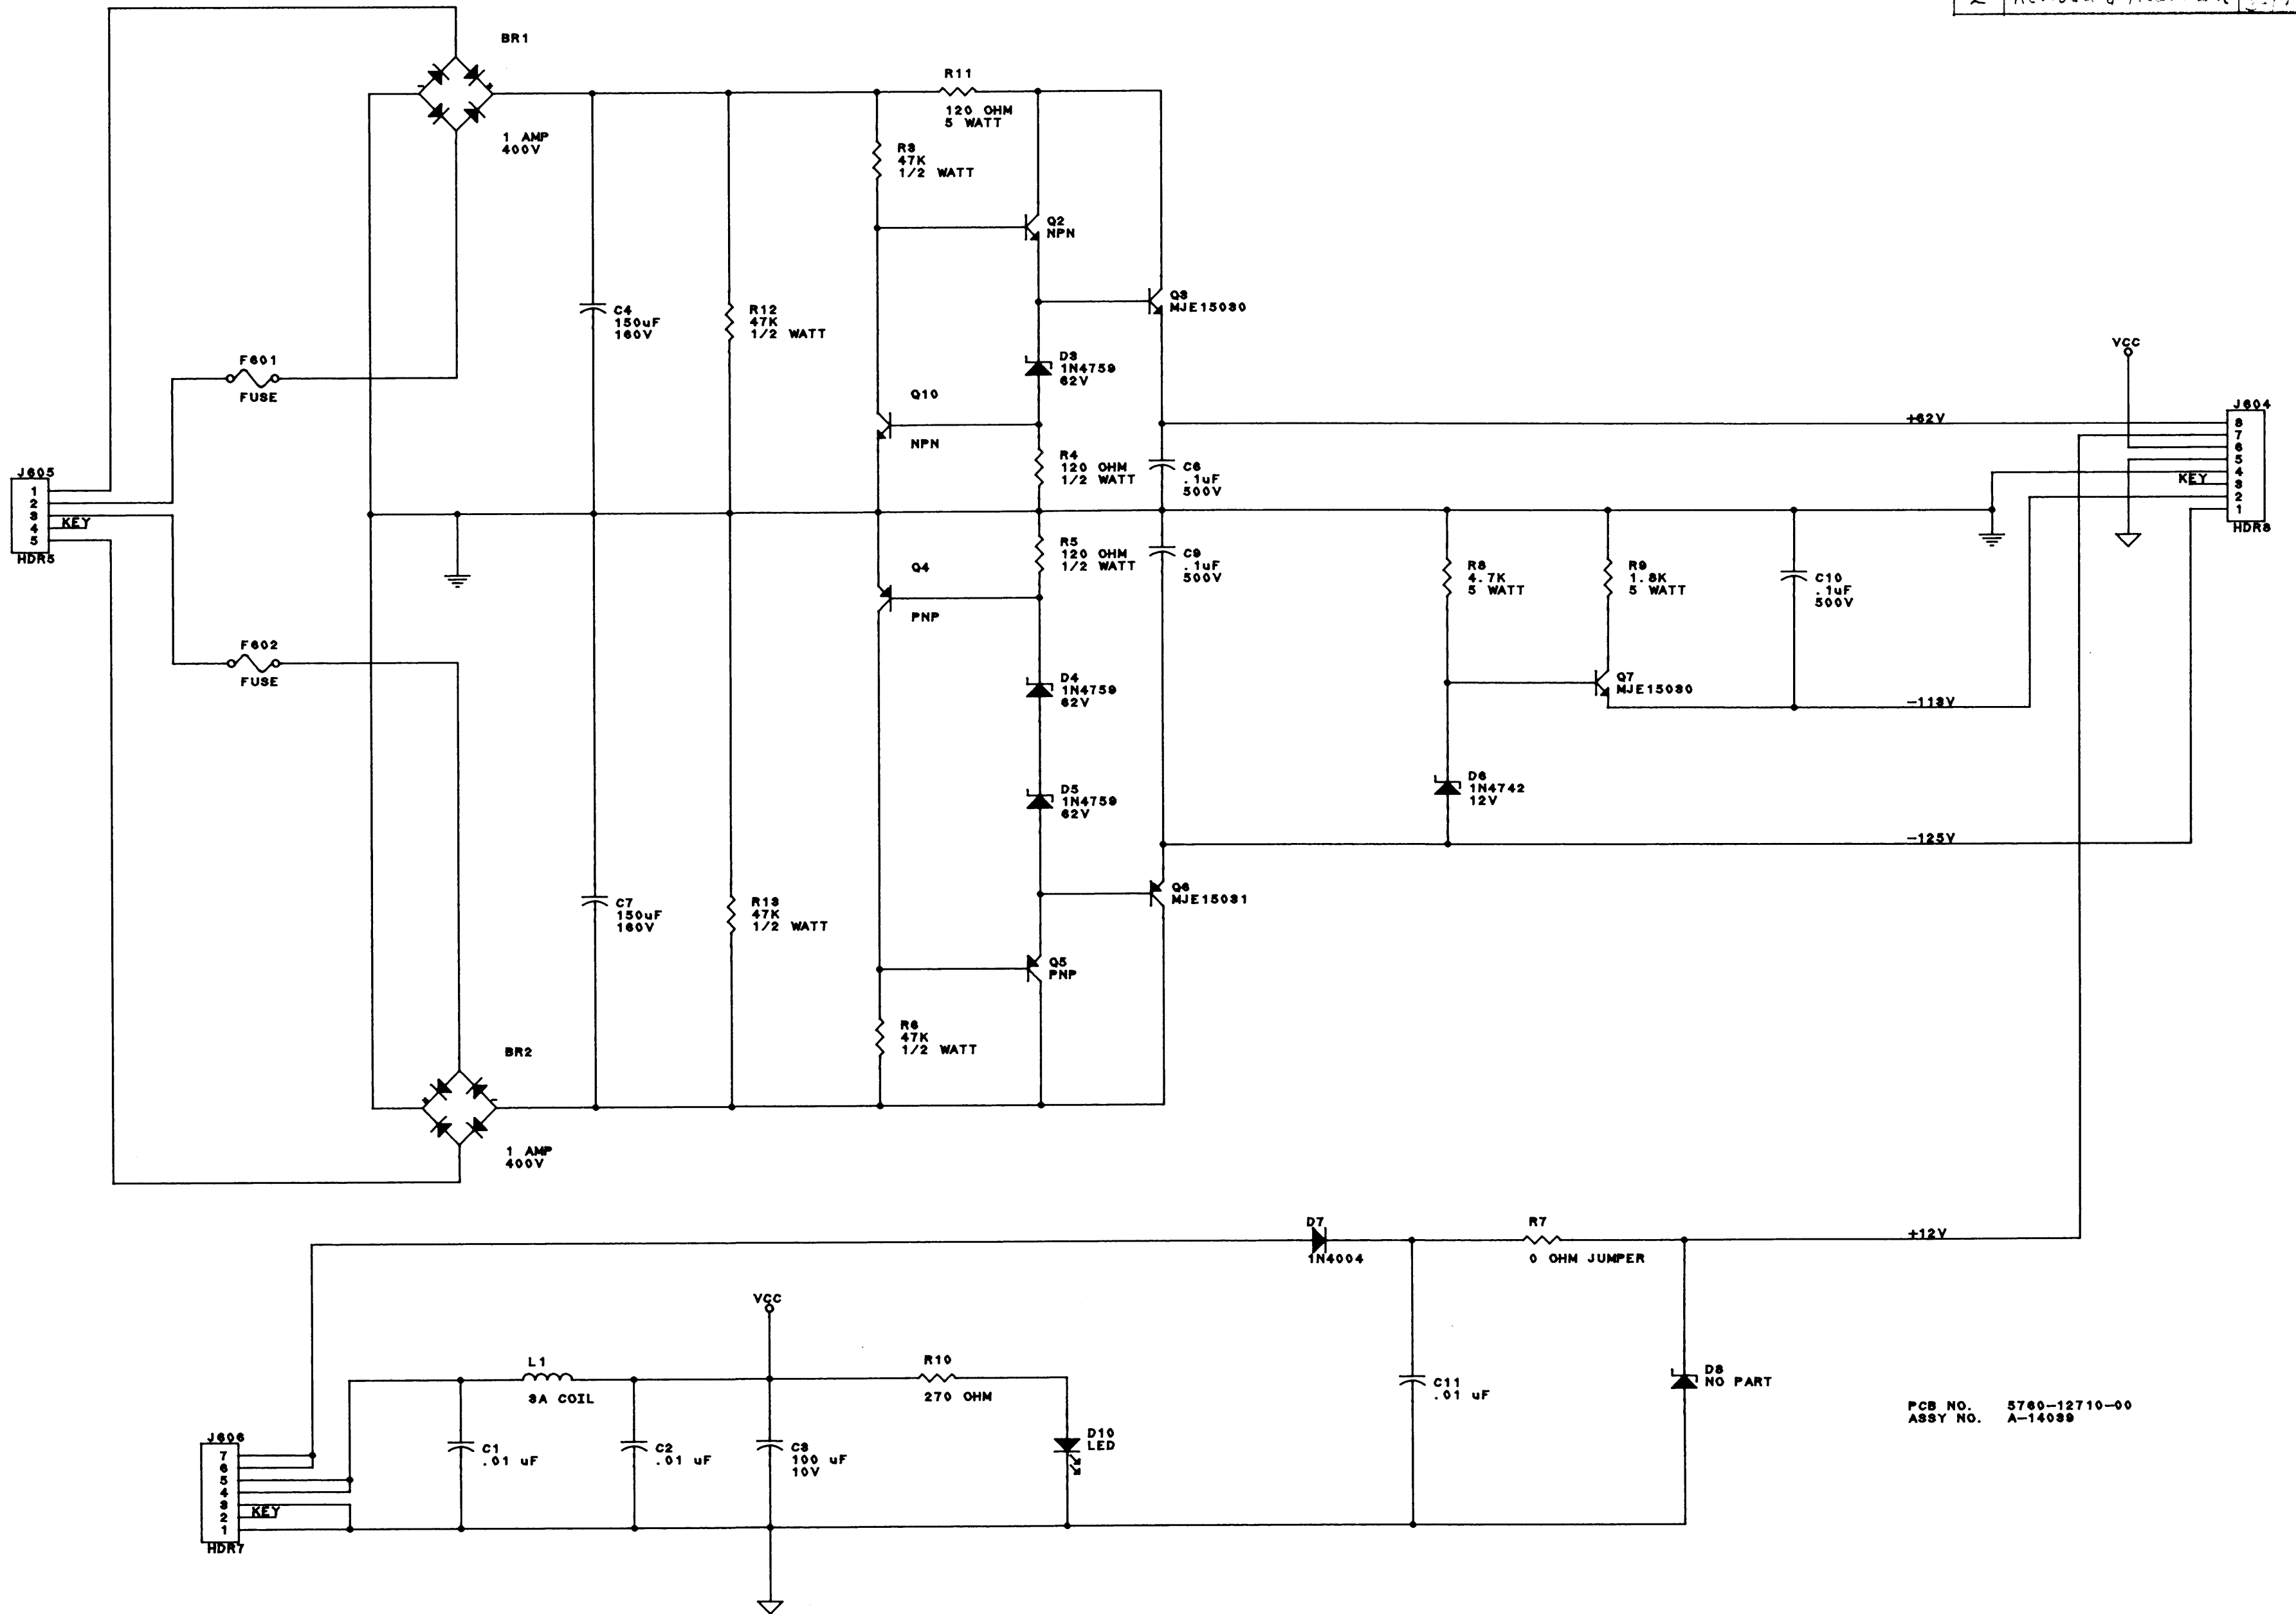 2
BR1
1 AMP
400V
R11
120 OHM
5 WATT
R3
47K
1/2 WATT
Q2
NPN
C4
150uF
160V
R12
47K
1/2 WATT
Q3
MJE15030
F601
FUSE
D3
1N4759
62V
Q10
NPN
R4
120 OHM
1/2 WATT
C6
.1uF
500V
+62V
VCC
J604
8
7
6
5
4
KEY 3
2
1
HDR8
J605
1
2
3
KEY 4
5
HDR5
R5
120 OHM
1/2 WATT
C9
.1uF
500V
Q4
PNP
R8
4.7K
5 WATT
R9
1.8K
5 WATT
C10
.1uF
500V
F602
FUSE
D4
1N4759
62V
Q7
MJE15030
-113V
D5
1N4759
62V
D6
1N4742
12V
-125V
C7
150uF
160V
R13
47K
1/2 WATT
Q6
MJE15031
Q5
PNP
R6
47K
1/2 WATT
BR2
1 AMP
400V
D7
1N4004
R7
0 OHM JUMPER
+12V
VCC
L1
3A COIL
R10
270 OHM
C11
.01 uF
D8
NO PART
PCB NO. 5760-12710-00
ASSY NO. A-14039
J606
7
6
5
4
3
KEY 2
1
HDR7
C1
.01 uF
C2
.01 uF
C3
100 uF
10V
D10
LED